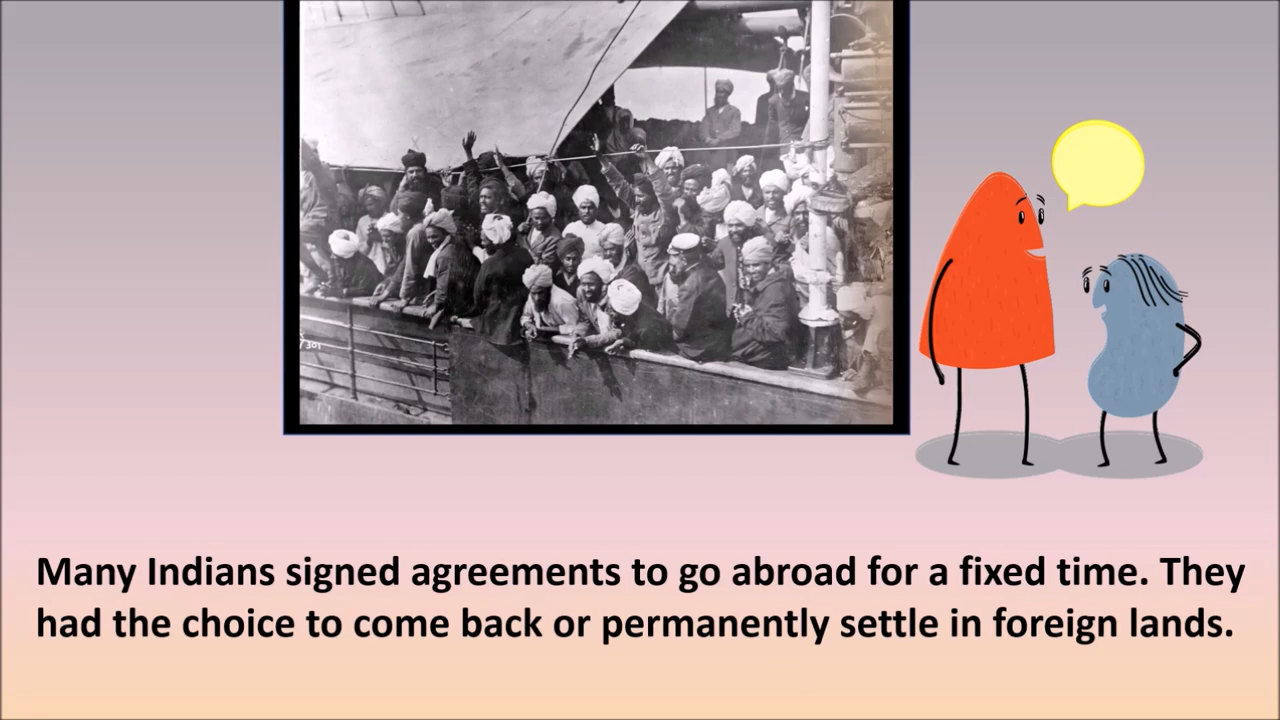 Many Indians signed agreements to go abroad for a fixed time. They
had the choice to come back or permanently settle in foreign lands.